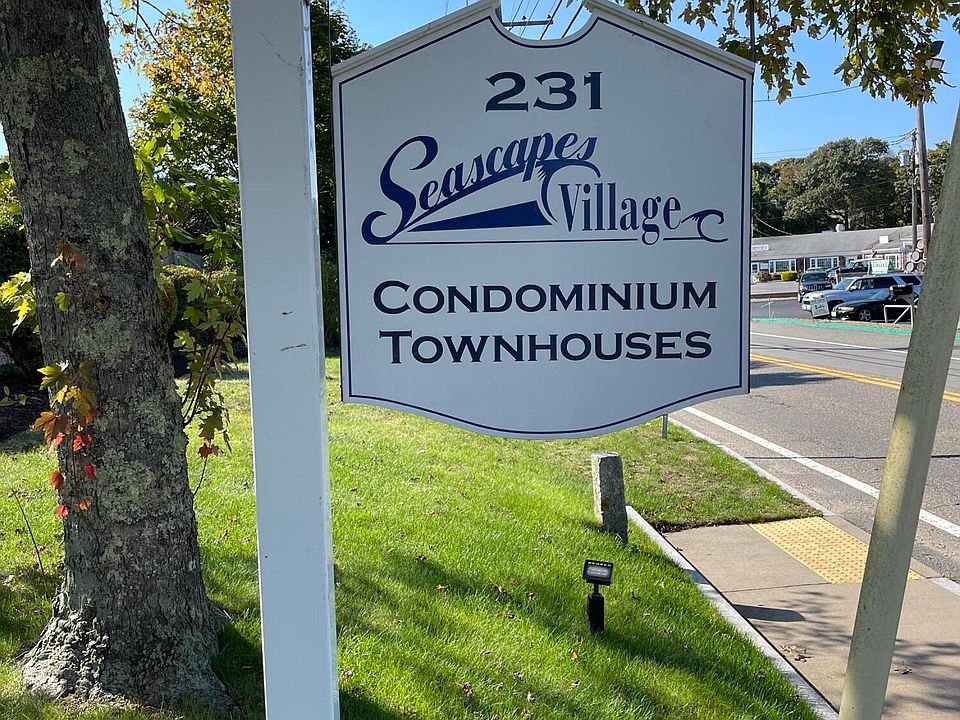 231
Seascapes
Village
CONDOMINIUM
TOWNHOUSES